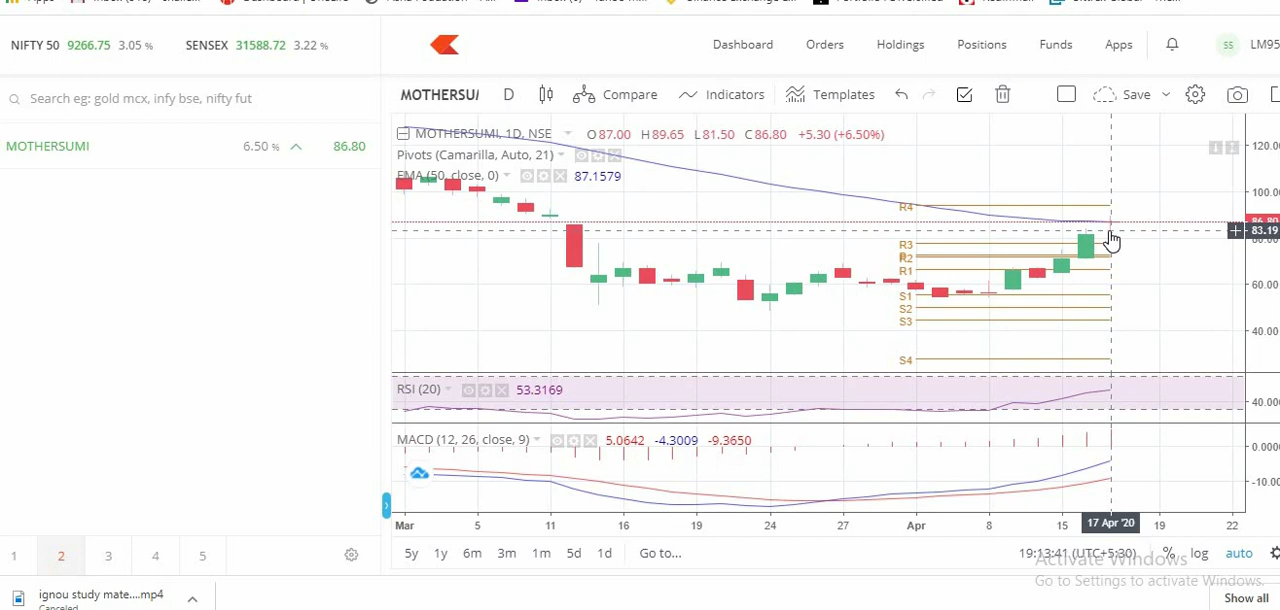 NIFTY 50 9266.75 3.05 % SENSEX 31588.72 3.22 %
Dashboard Orders Holdings Positions Funds Apps SS LM95
Search eg: gold mcx, infy bse, nifty fut
MOTHERSUI D Compare Indicators Templates Save
MOTHERSUMI 6.50 % 86.80
MOTHERSUMI, 1D, NSE O87.00 H89.65 L81.50 C86.80 +5.30 (+6.50%)
Pivots (Camarilla, Auto, 21)
EMA (50, close, 0) 87.1579
120.00
100.00
86.80
83.19
80.00
60.00
40.00
R4
R3
R2
R1
S1
S2
S3
S4
RSI (20) 53.3169
40.00
MACD (12, 26, close, 9) 5.0642 -4.3009 -9.3650
0.0000
-10.00
Mar 5 11 16 19 24 27 Apr 8 15 17 Apr '20 19 22
5y 1y 6m 3m 1m 5d 1d Go to... 19:13:41 (UTC+5:30) % log auto
1 2 3 4 5
Activate Windows
Go to Settings to activate Windows.
ignou study mate....mp4
Canceled
Show all